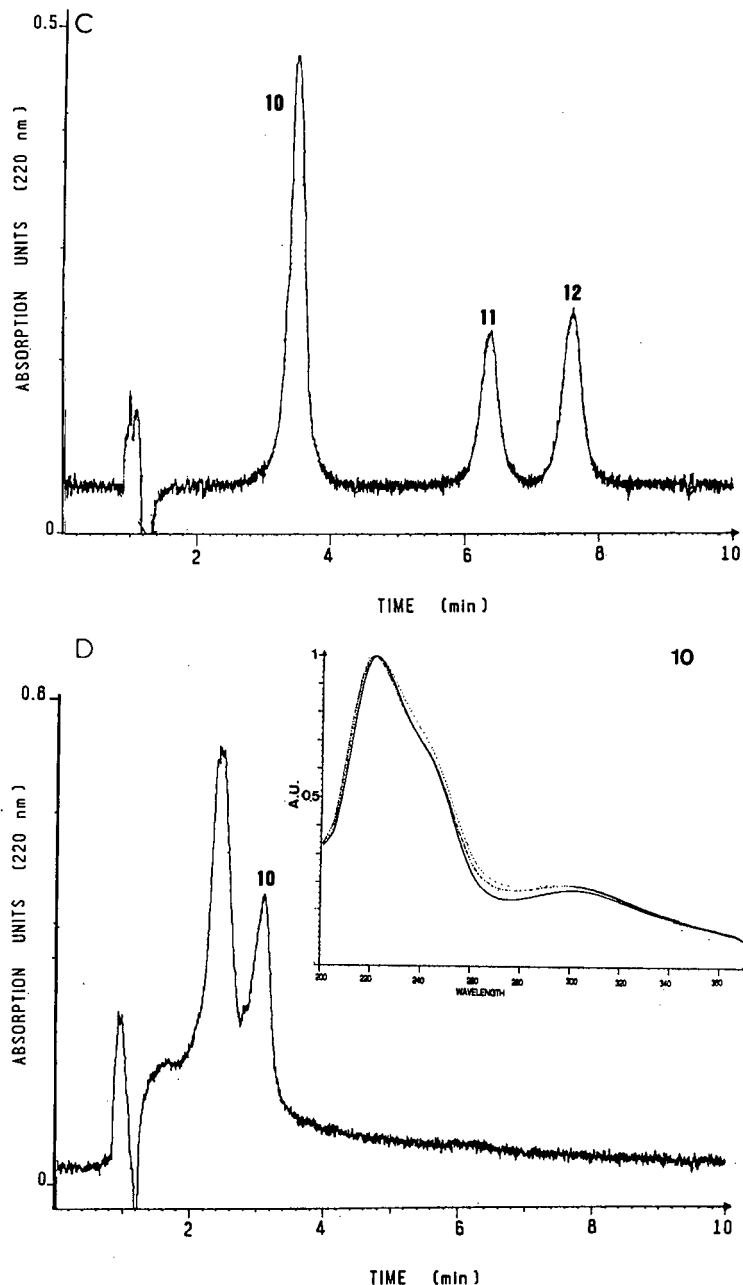 C
0.5
ABSORPTION UNITS (220 nm)
10
11
12
0
2 4 6 8 10
TIME (min)
D
0.8
ABSORPTION UNITS (220 nm)
10
0
2 4 6 8 10
TIME (min)
10
1
0.5
A.U.
200 220 240 260 280 300 320 340 360
WAVELENGTH